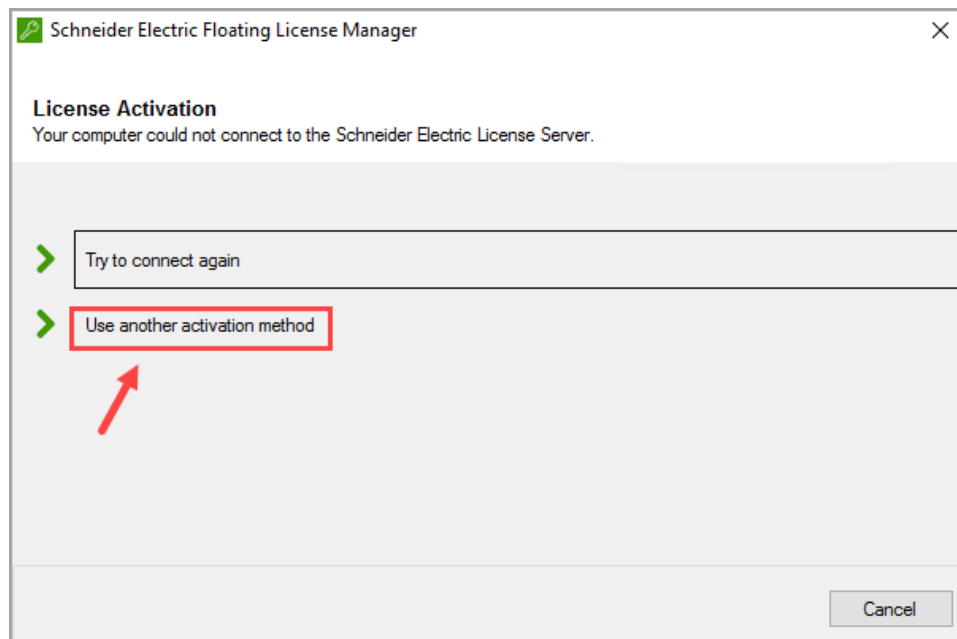 Schneider Electric Floating License Manager
License Activation
Your computer could not connect to the Schneider Electric License Server.
Try to connect again
Use another activation method
Cancel